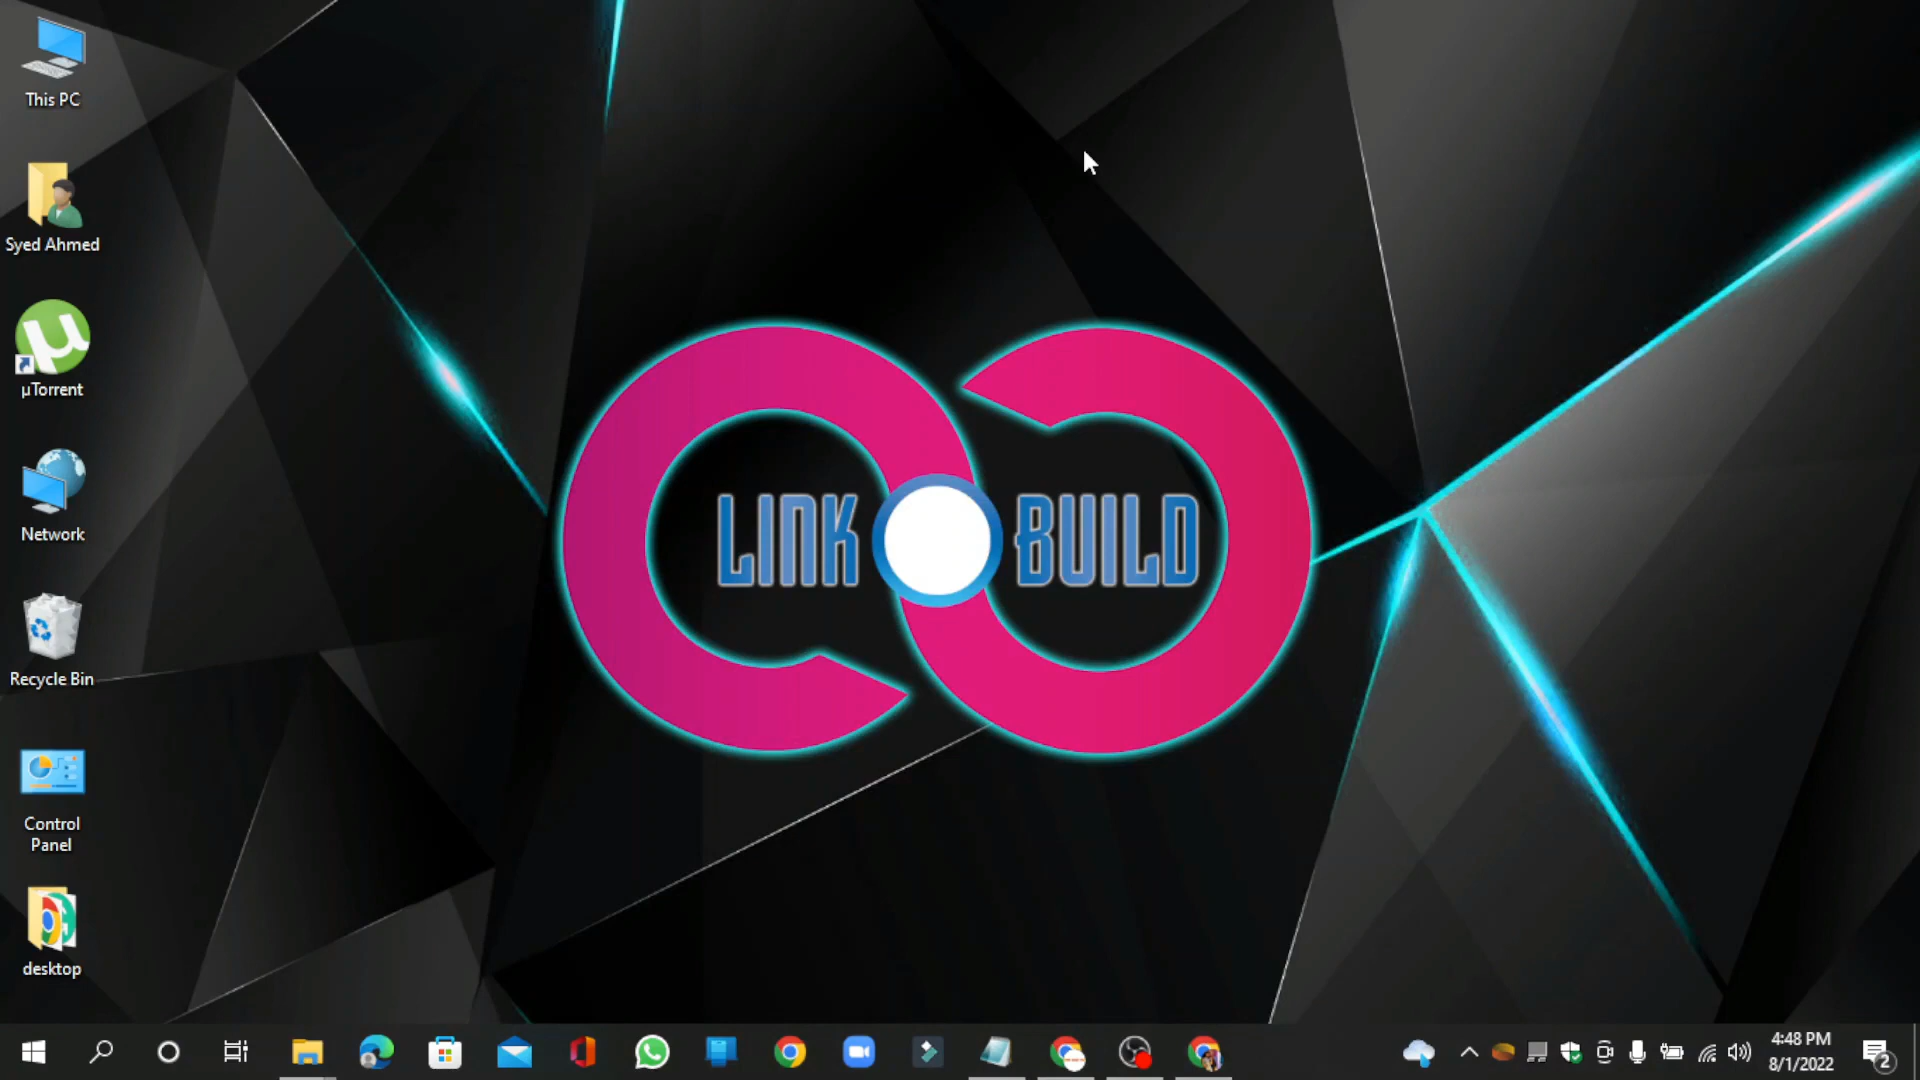 This PC
Syed Ahmed
µTorrent
Network
Recycle Bin
Control
Panel
desktop
LINK BUILD
4:48 PM
8/1/2022
2